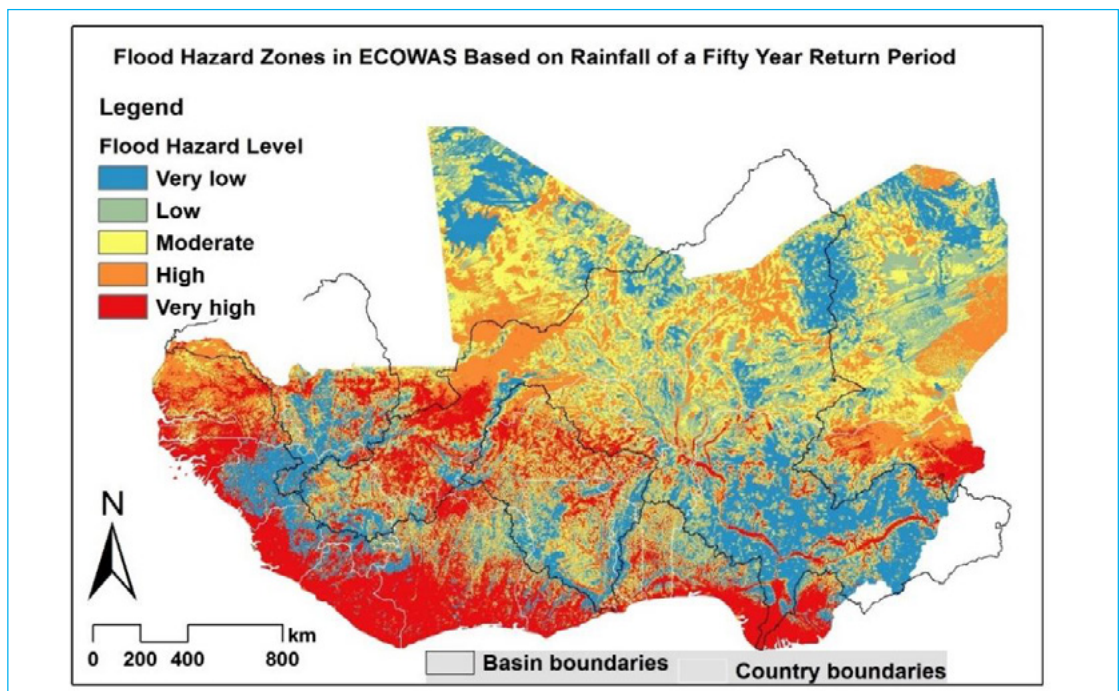 Flood Hazard Zones in ECOWAS Based on Rainfall of a Fifty Year Return Period
Legend
Flood Hazard Level
Very low
Low
Moderate
High
Very high
N
km
0 200 400 800
Basin boundaries Country boundaries